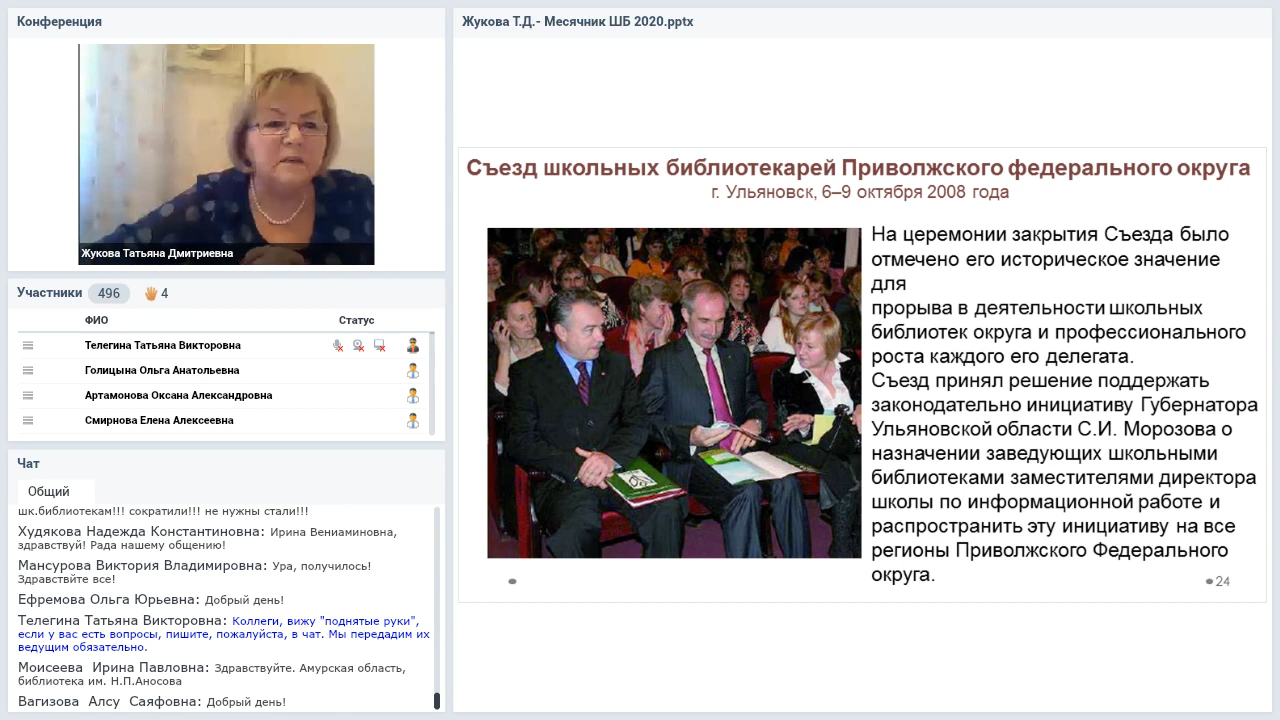 Конференция
Жукова Татьяна Дмитриевна
Участники 496 4
ФИО Статус
Телегина Татьяна Викторовна
Голицына Ольга Анатольевна
Артамонова Оксана Александровна
Смирнова Елена Алексеевна
Чат
Общий
шк.библиотекам!!! сократили!!! не нужны стали!!!
Худякова Надежда Константиновна: Ирина Вениаминовна,
здравствуй! Рада нашему общению!
Мансурова Виктория Владимировна: Ура, получилось!
Здравствйте все!
Ефремова Ольга Юрьевна: Добрый день!
Телегина Татьяна Викторовна: Коллеги, вижу "поднятые руки",
если у вас есть вопросы, пишите, пожалуйста, в чат. Мы передадим их
ведущим обязательно.
Моисеева Ирина Павловна: Здравствуйте. Амурская область,
библиотека им. Н.П.Аносова
Вагизова Алсу Саяфовна: Добрый день!
Жукова Т.Д.- Месячник ШБ 2020.pptx
Съезд школьных библиотекарей Приволжского федерального округа
г. Ульяновск, 6–9 октября 2008 года
На церемонии закрытия Съезда было
отмечено его историческое значение
для
прорыва в деятельности школьных
библиотек округа и профессионального
роста каждого его делегата.
Съезд принял решение поддержать
законодательно инициативу Губернатора
Ульяновской области С.И. Морозова о
назначении заведующих школьными
библиотеками заместителями директора
школы по информационной работе и
распространить эту инициативу на все
регионы Приволжского Федерального
округа.
24